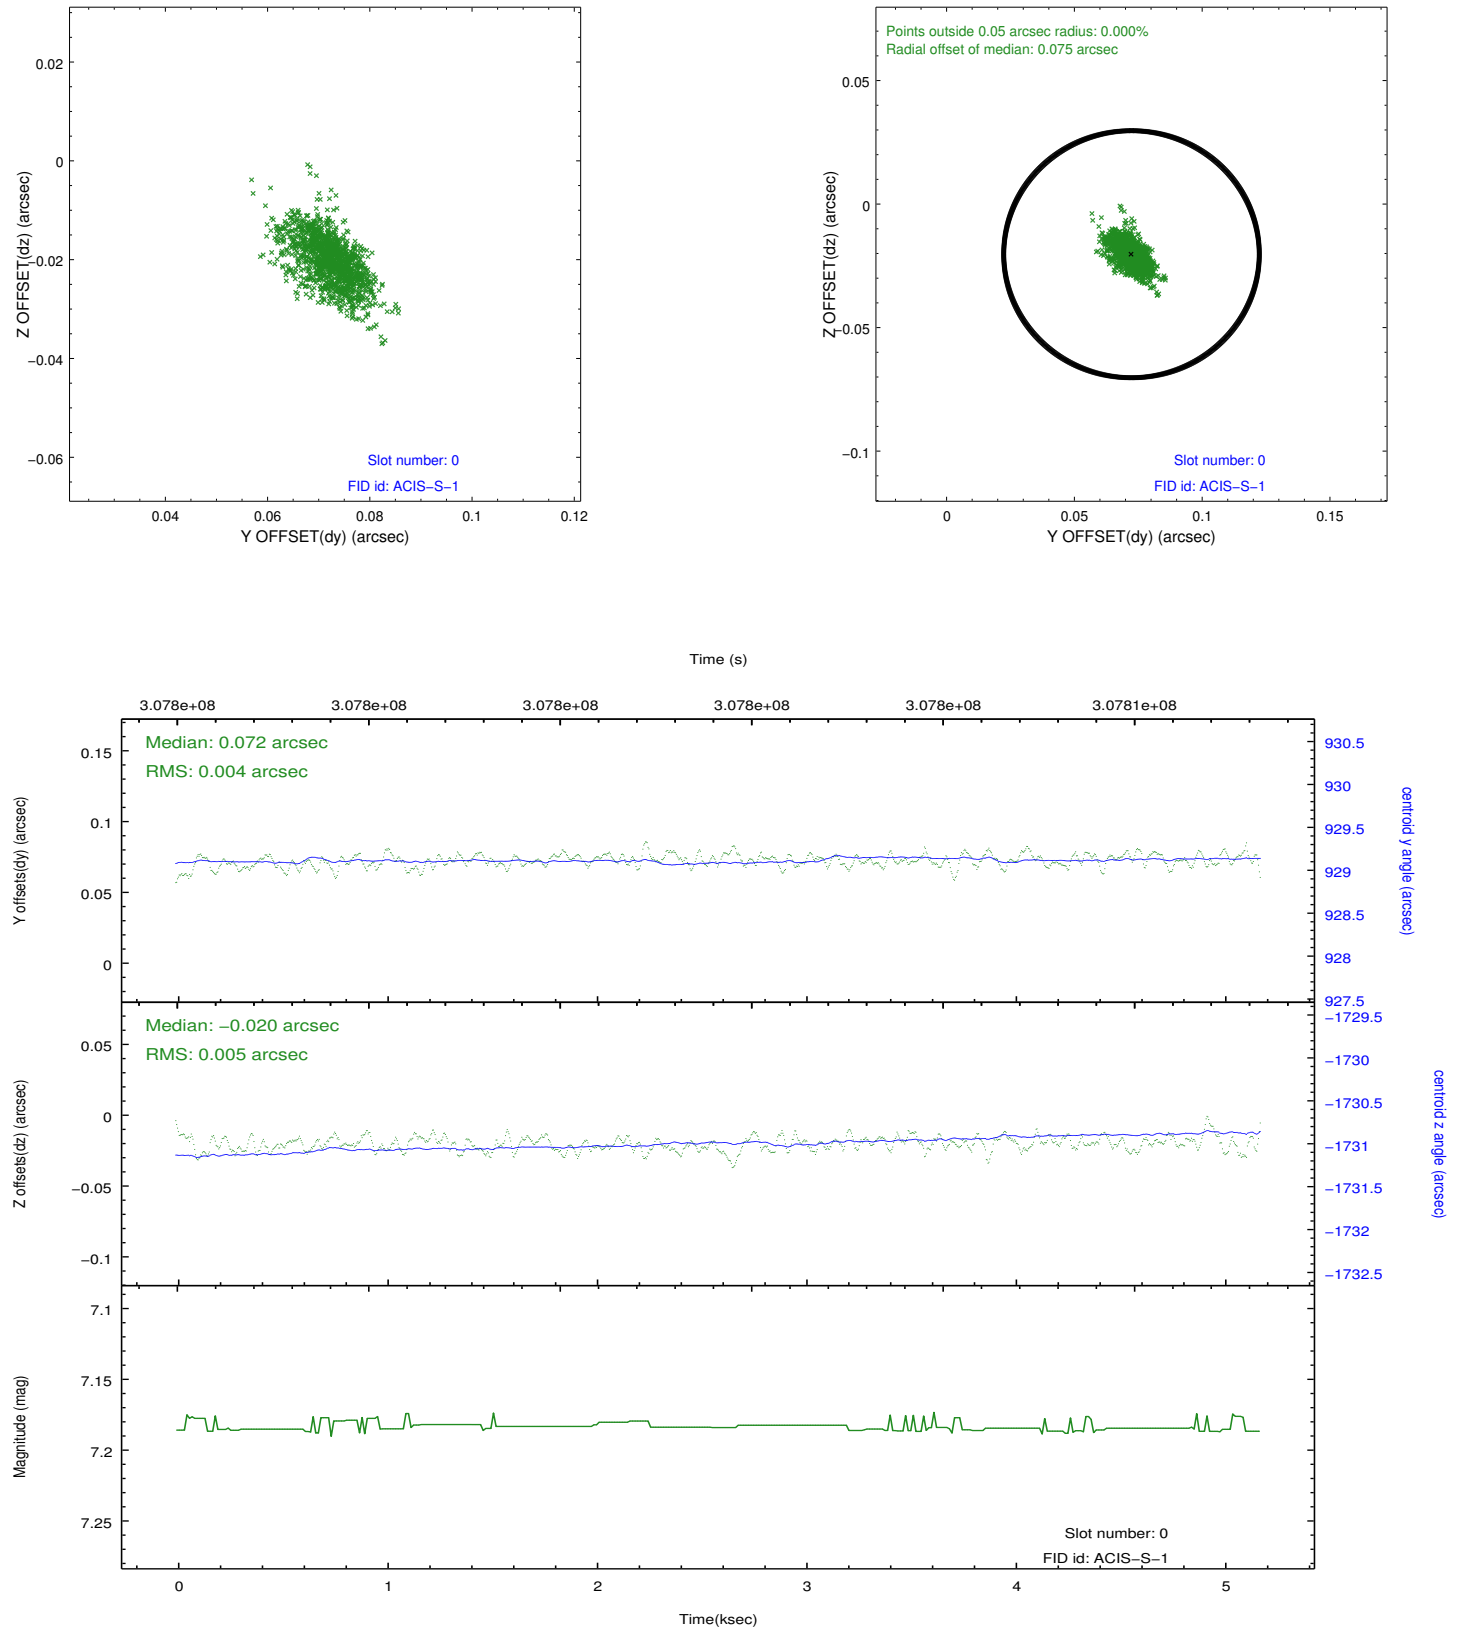 0.02
0
−0.02
−0.04
−0.06
Z OFFSET(dz) (arcsec)
Slot number: 0
FID id: ACIS−S−1
0.04 0.06 0.08 0.1 0.12
Y OFFSET(dy) (arcsec)
Points outside 0.05 arcsec radius: 0.000%
Radial offset of median: 0.075 arcsec
0.05
0
−0.05
−0.1
Z OFFSET(dz) (arcsec)
Slot number: 0
FID id: ACIS−S−1
0 0.05 0.1 0.15
Y OFFSET(dy) (arcsec)
Time (s)
3.078e+08 3.078e+08 3.078e+08 3.078e+08 3.078e+08 3.0781e+08
Median: 0.072 arcsec
RMS: 0.004 arcsec
0.15
0.1
0.05
0
Y offsets(dy) (arcsec)
930.5
930
929.5
929
928.5
928
927.5
centroid y angle (arcsec)
Median: −0.020 arcsec
RMS: 0.005 arcsec
0.05
0
−0.05
−0.1
Z offsets(dz) (arcsec)
−1729.5
−1730
−1730.5
−1731
−1731.5
−1732
−1732.5
centroid z angle (arcsec)
7.1
7.15
7.2
7.25
Magnitude (mag)
Slot number: 0
FID id: ACIS−S−1
0 1 2 3 4 5
Time(ksec)